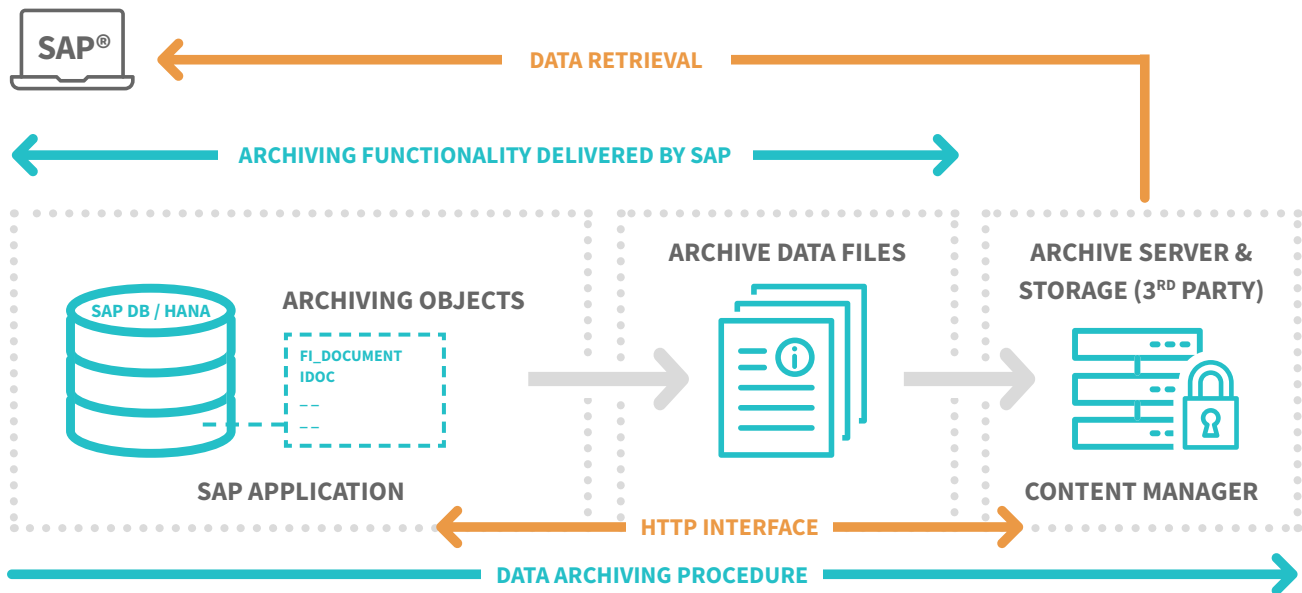 SAP®
DATA RETRIEVAL
ARCHIVING FUNCTIONALITY DELIVERED BY SAP
SAP DB / HANA
ARCHIVING OBJECTS
FI_DOCUMENT
IDOC
_ _
_ _
SAP APPLICATION
ARCHIVE DATA FILES
ARCHIVE SERVER &
STORAGE (3RD PARTY)
CONTENT MANAGER
HTTP INTERFACE
DATA ARCHIVING PROCEDURE